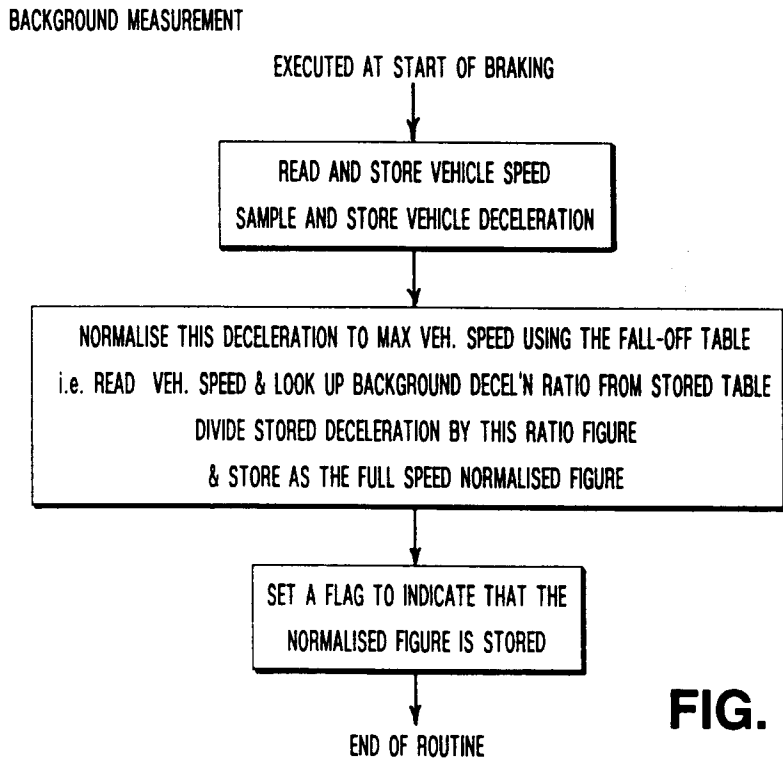 BACKGROUND MEASUREMENT
EXECUTED AT START OF BRAKING
READ AND STORE VEHICLE SPEED
SAMPLE AND STORE VEHICLE DECELERATION
NORMALISE THIS DECELERATION TO MAX VEH. SPEED USING THE FALL-OFF TABLE
i.e. READ VEH. SPEED & LOOK UP BACKGROUND DECEL'N RATIO FROM STORED TABLE
DIVIDE STORED DECELERATION BY THIS RATIO FIGURE
& STORE AS THE FULL SPEED NORMALISED FIGURE
SET A FLAG TO INDICATE THAT THE
NORMALISED FIGURE IS STORED
END OF ROUTINE
FIG.